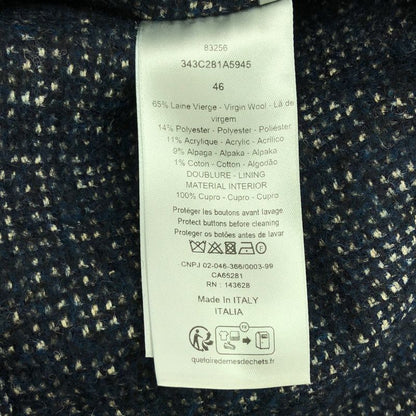 83256
343C281A5945
46
65% Laine Vierge - Virgin Wool - Lã de
virgem
14% Polyester - Polyester - Poliéster
11% Acrylique - Acrylic - Acrílico
9% Alpaga - Alpaka - Alpaka
1% Coton - Cotton - Algodão
DOUBLURE - LINING
MATERIAL INTERIOR
100% Cupro - Cupro - Cupro
Protéger les boutons avant lavage
Protect buttons before cleaning
Proteger os botões antes de lavar
CNPJ 02-046-366/0003-99
CA65281
RN : 143628
Made In ITALY
ITALIA
FR
quefairedemesdechets.fr